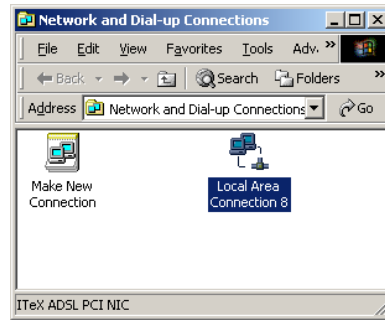 Network and Dial-up Connections
File Edit View Favorites Tools Adv. »
Back Search Folders »
Address Network and Dial-up Connections Go
Make New
Connection
Local Area
Connection 8
ITeX ADSL PCI NIC